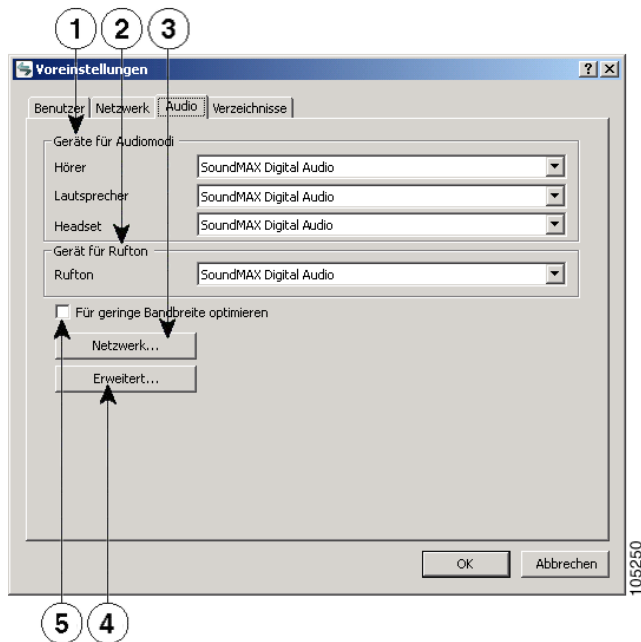 1 2 3
Voreinstellungen
Benutzer Netzwerk Audio Verzeichnisse
Geräte für Audiomodi
Hörer SoundMAX Digital Audio
Lautsprecher SoundMAX Digital Audio
Headset SoundMAX Digital Audio
Gerät für Rufton
Rufton SoundMAX Digital Audio
Für geringe Bandbreite optimieren
Netzwerk...
Erweitert...
OK Abbrechen
105250
5 4